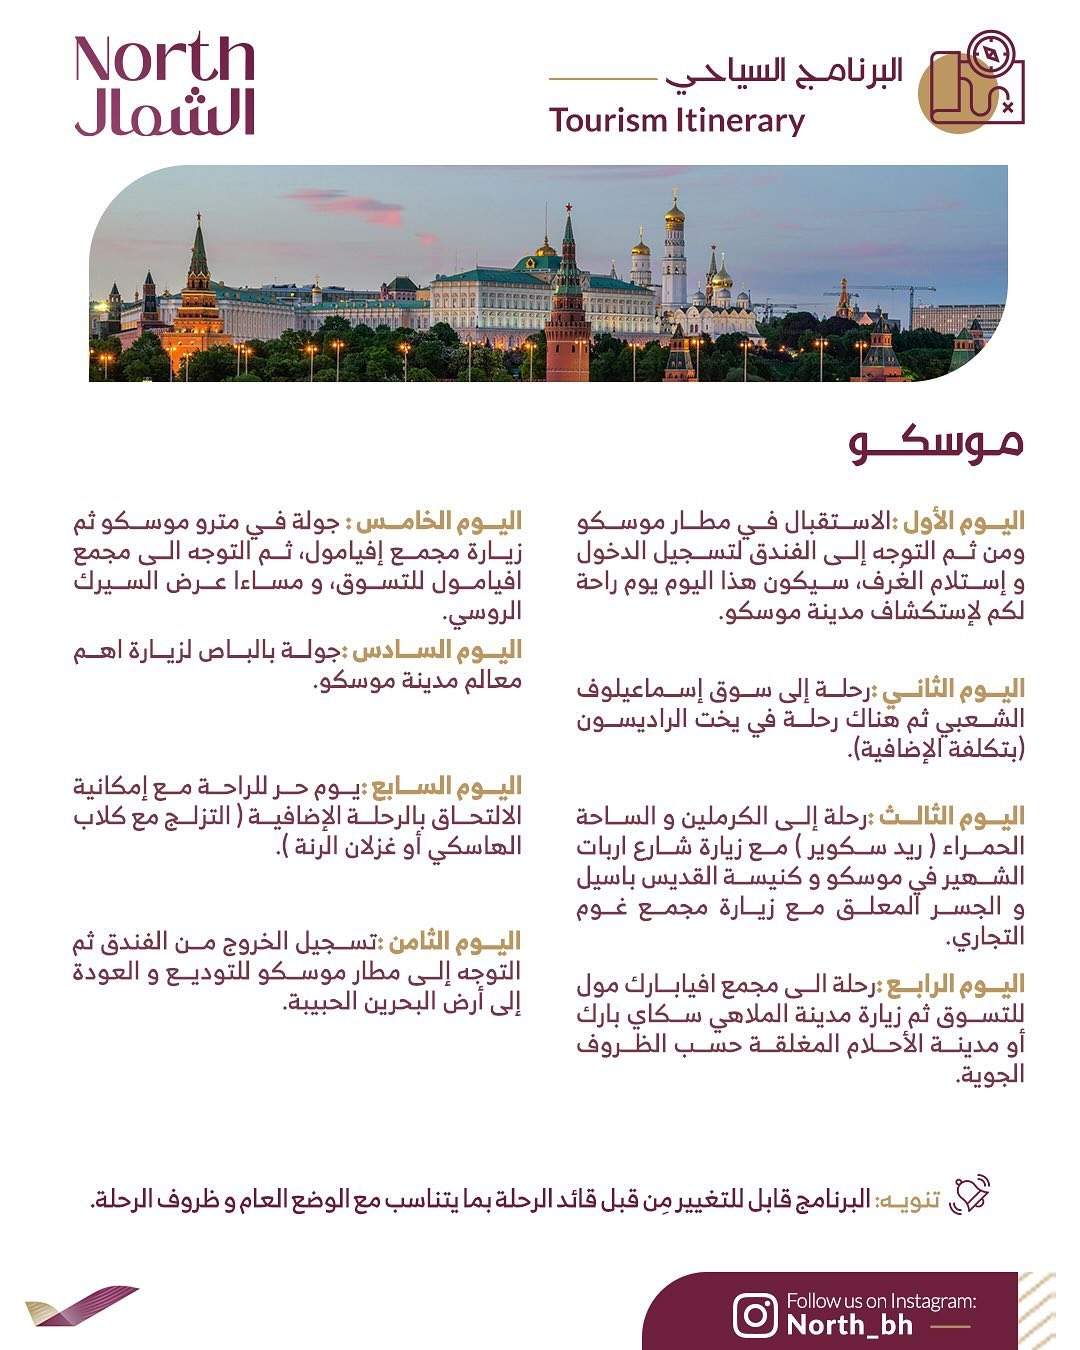 North
الشمال
البرنامج السياحي
Tourism Itinerary
موسكو
اليوم الأول :الاستقبال في مطار موسكو
ومن ثم التوجه إلى الفندق لتسجيل الدخول
و إستلام الغُرف، سيكون هذا اليوم يوم راحة
لكم لإستكشاف مدينة موسكو.
اليوم الثاني :رحلة إلى سوق إسماعيلوف
الشعبي ثم هناك رحلة في يخت الراديسون
(بتكلفة الإضافية).
اليوم الثالث :رحلة إلى الكرملين و الساحة
الحمراء ( ريد سكوير ) مع زيارة شارع اربات
الشهير في موسكو و كنيسة القديس باسيل
و الجسر المعلق مع زيارة مجمع غوم
التجاري.
اليوم الرابع :رحلة الى مجمع افيابارك مول
للتسوق ثم زيارة مدينة الملاهي سكاي بارك
أو مدينة الأحلام المغلقة حسب الظروف
الجوية.
اليوم الخامس : جولة في مترو موسكو ثم
زيارة مجمع إفيامول، ثم التوجه الى مجمع
افيامول للتسوق، و مساءا عرض السيرك
الروسي.
اليوم السادس :جولة بالباص لزيارة اهم
معالم مدينة موسكو.
اليوم السابع :يوم حر للراحة مع إمكانية
الالتحاق بالرحلة الإضافية ( التزلج مع كلاب
الهاسكي أو غزلان الرنة ).
اليوم الثامن :تسجيل الخروج من الفندق ثم
التوجه إلى مطار موسكو للتوديع و العودة
إلى أرض البحرين الحبيبة.
تنويه: البرنامج قابل للتغيير مِن قبل قائد الرحلة بما يتناسب مع الوضع العام و ظروف الرحلة.
Follow us on Instagram:
North_bh